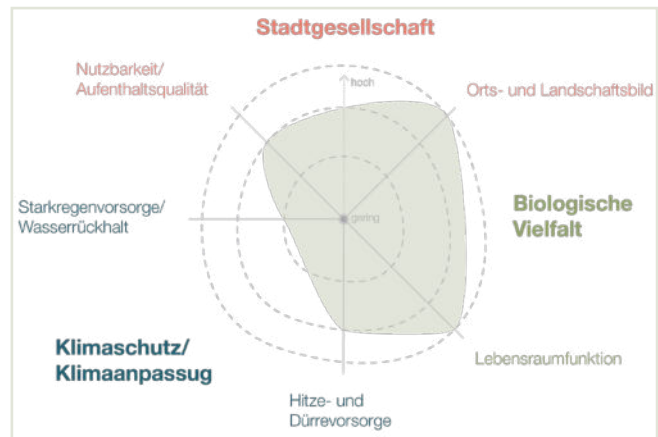 Stadtgesellschaft
Nutzbarkeit/
Aufenthaltsqualität
hoch
Orts- und Landschaftsbild
Starkregenvorsorge/
Wasserrückhalt
gering
Biologische
Vielfalt
Klimaschutz/
Klimaanpassug
Lebensraumfunktion
Hitze- und
Dürrevorsorge